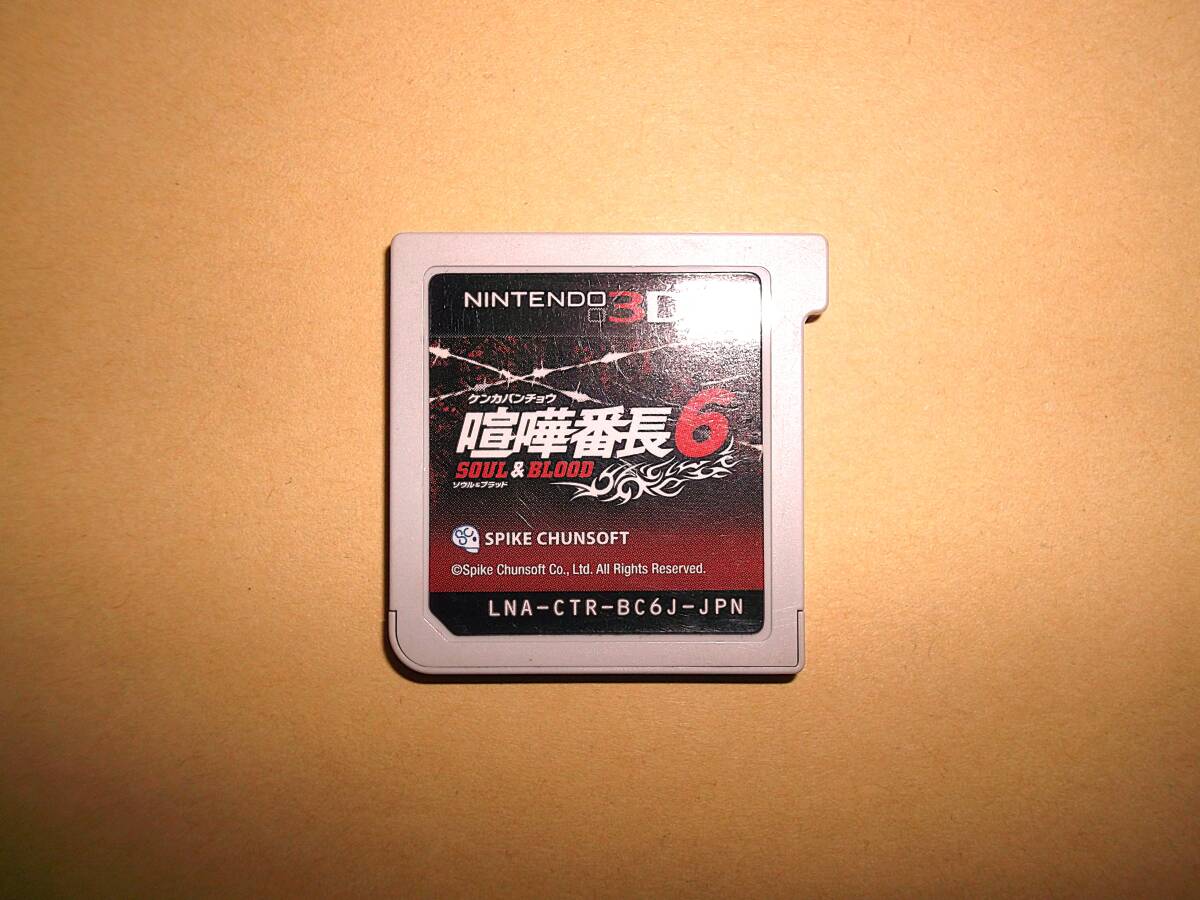 NINTENDO 3D
ケンカバンチョウ
喧嘩番長6
SOUL & BLOOD
ソウル&ブラッド
SPIKE CHUNSOFT
©Spike Chunsoft Co., Ltd. All Rights Reserved.
LNA-CTR-BC6J-JPN